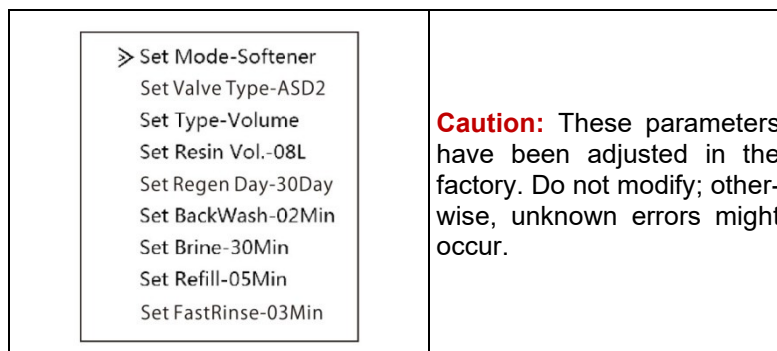 ≫ Set Mode-Softener
Set Valve Type-ASD2
Set Type-Volume
Set Resin Vol.-08L
Set Regen Day-30Day
Set BackWash-02Min
Set Brine-30Min
Set Refill-05Min
Set FastRinse-03Min
Caution: These parameters
have been adjusted in the
factory. Do not modify; other-
wise, unknown errors might
occur.